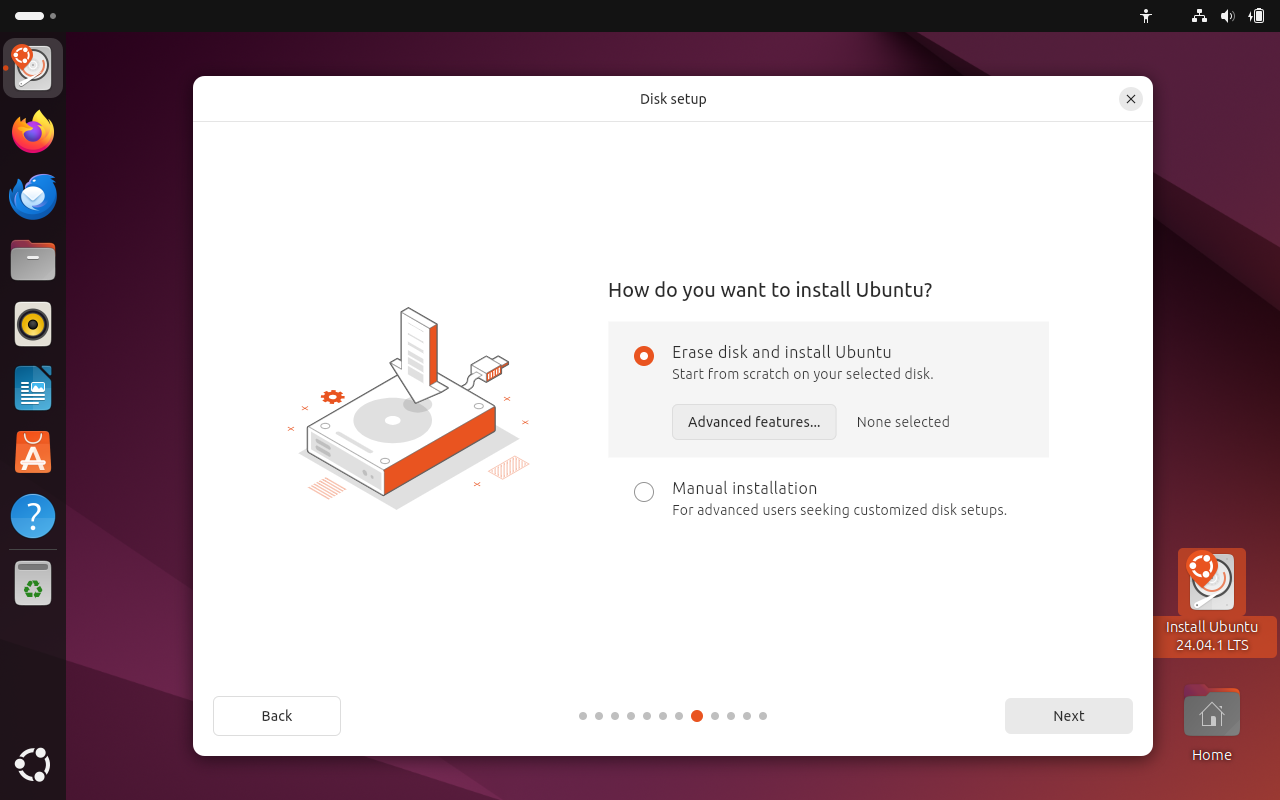 Disk setup
How do you want to install Ubuntu?
Erase disk and install Ubuntu
Start from scratch on your selected disk.
Advanced features...
None selected
Manual installation
For advanced users seeking customized disk setups.
Back
Next
Install Ubuntu
24.04.1 LTS
Home